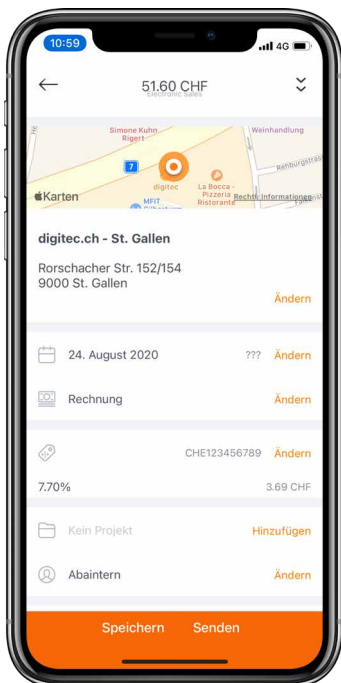 10:59
4G
51.60 CHF
Electronic Sales
Simone Kuhn
Rigert
Weinhandlung
7
digitec
La Bocca -
Pizzeria
Ristorante
MFIT
Karten
Rechtl. Informationen
digitec.ch - St. Gallen
Rorschacher Str. 152/154
9000 St. Gallen
Ändern
24. August 2020 ??? Ändern
Rechnung Ändern
CHE123456789 Ändern
7.70% 3.69 CHF
Kein Projekt Hinzufügen
Abaintern Ändern
Speichern Senden